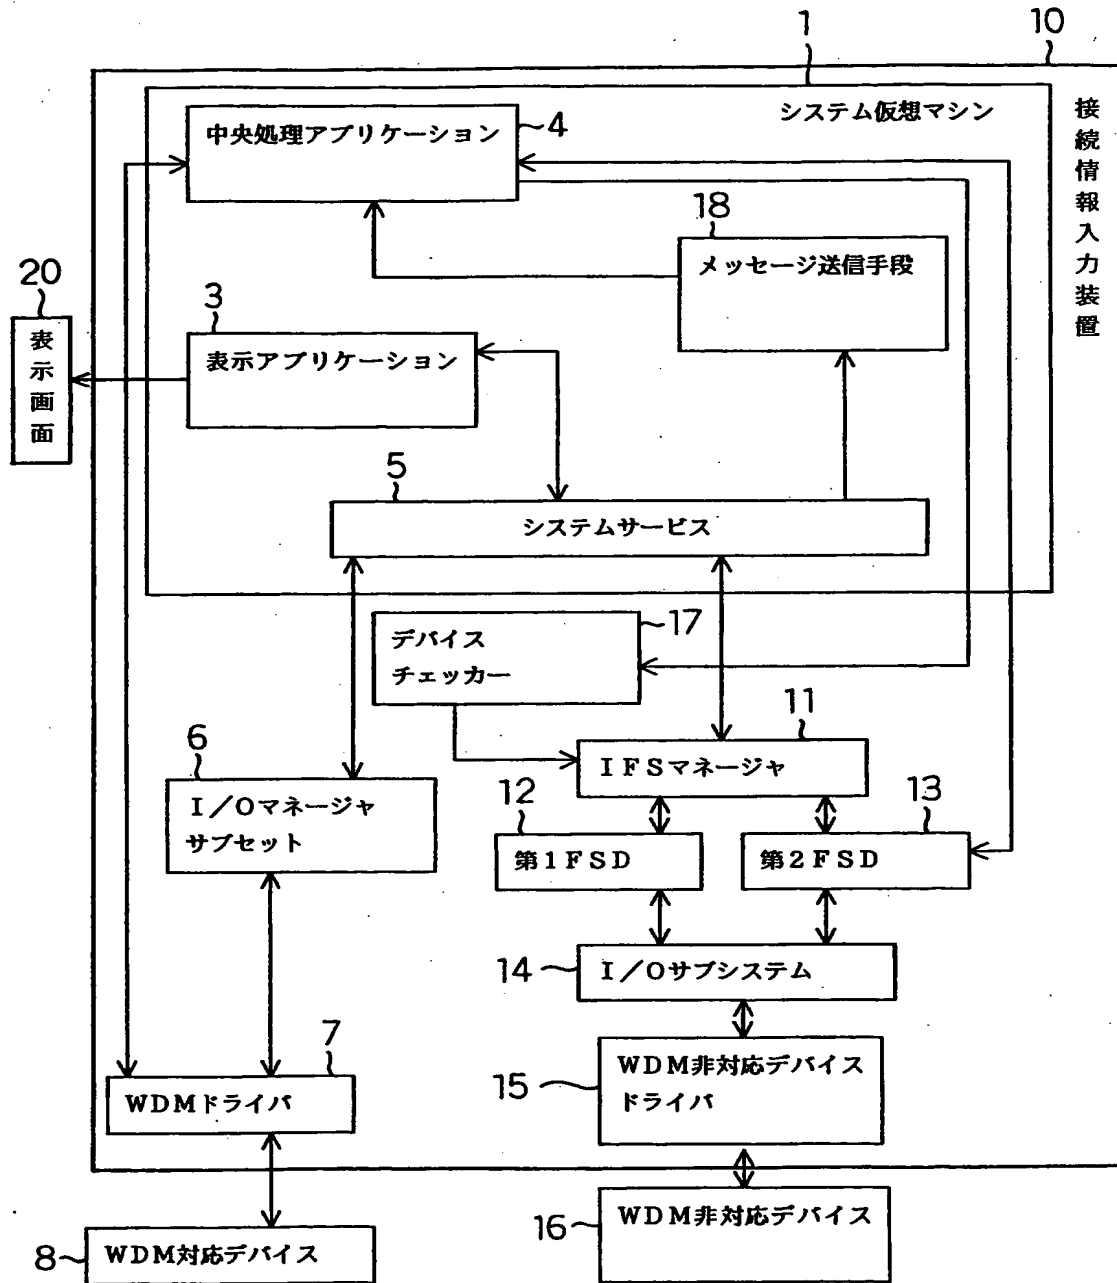 1
10
システム仮想マシン
接続情報入力装置
中央処理アプリケーション
4
18
メッセージ送信手段
20
表示画面
3
表示アプリケーション
5
システムサービス
デバイス
チェッカー
17
11
IFSマネージャ
6
I/Oマネージャ
サブセット
12
第1FSD
13
第2FSD
14
I/Oサブシステム
7
WDMドライバ
15
WDM非対応デバイス
ドライバ
8
WDM対応デバイス
16
WDM非対応デバイス